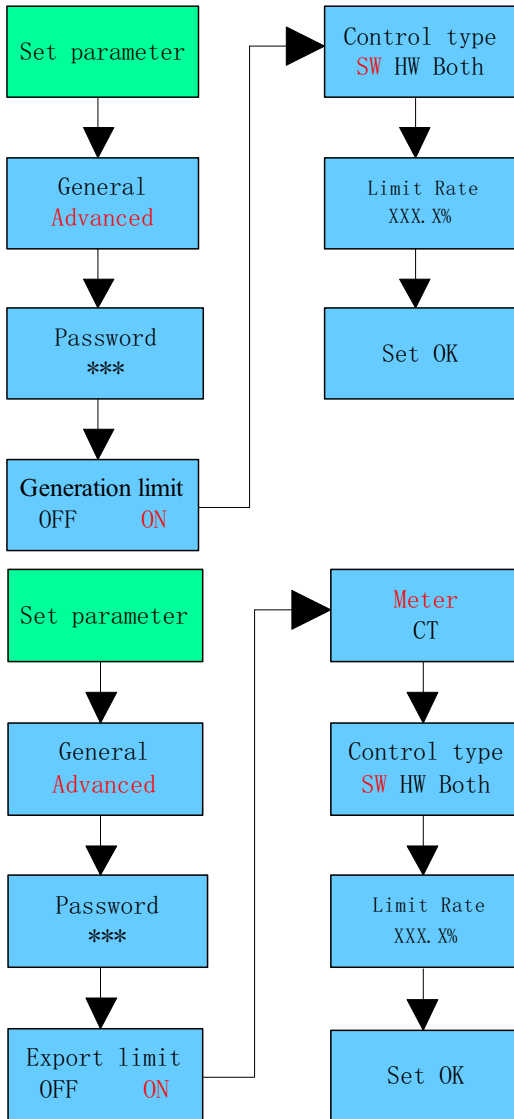 Set parameter
General
Advanced
Password
***
Generation limit
OFF ON
Control type
SW HW Both
Limit Rate
XXX.X%
Set OK
Set parameter
General
Advanced
Password
***
Export limit
OFF ON
Meter
CT
Control type
SW HW Both
Limit Rate
XXX.X%
Set OK